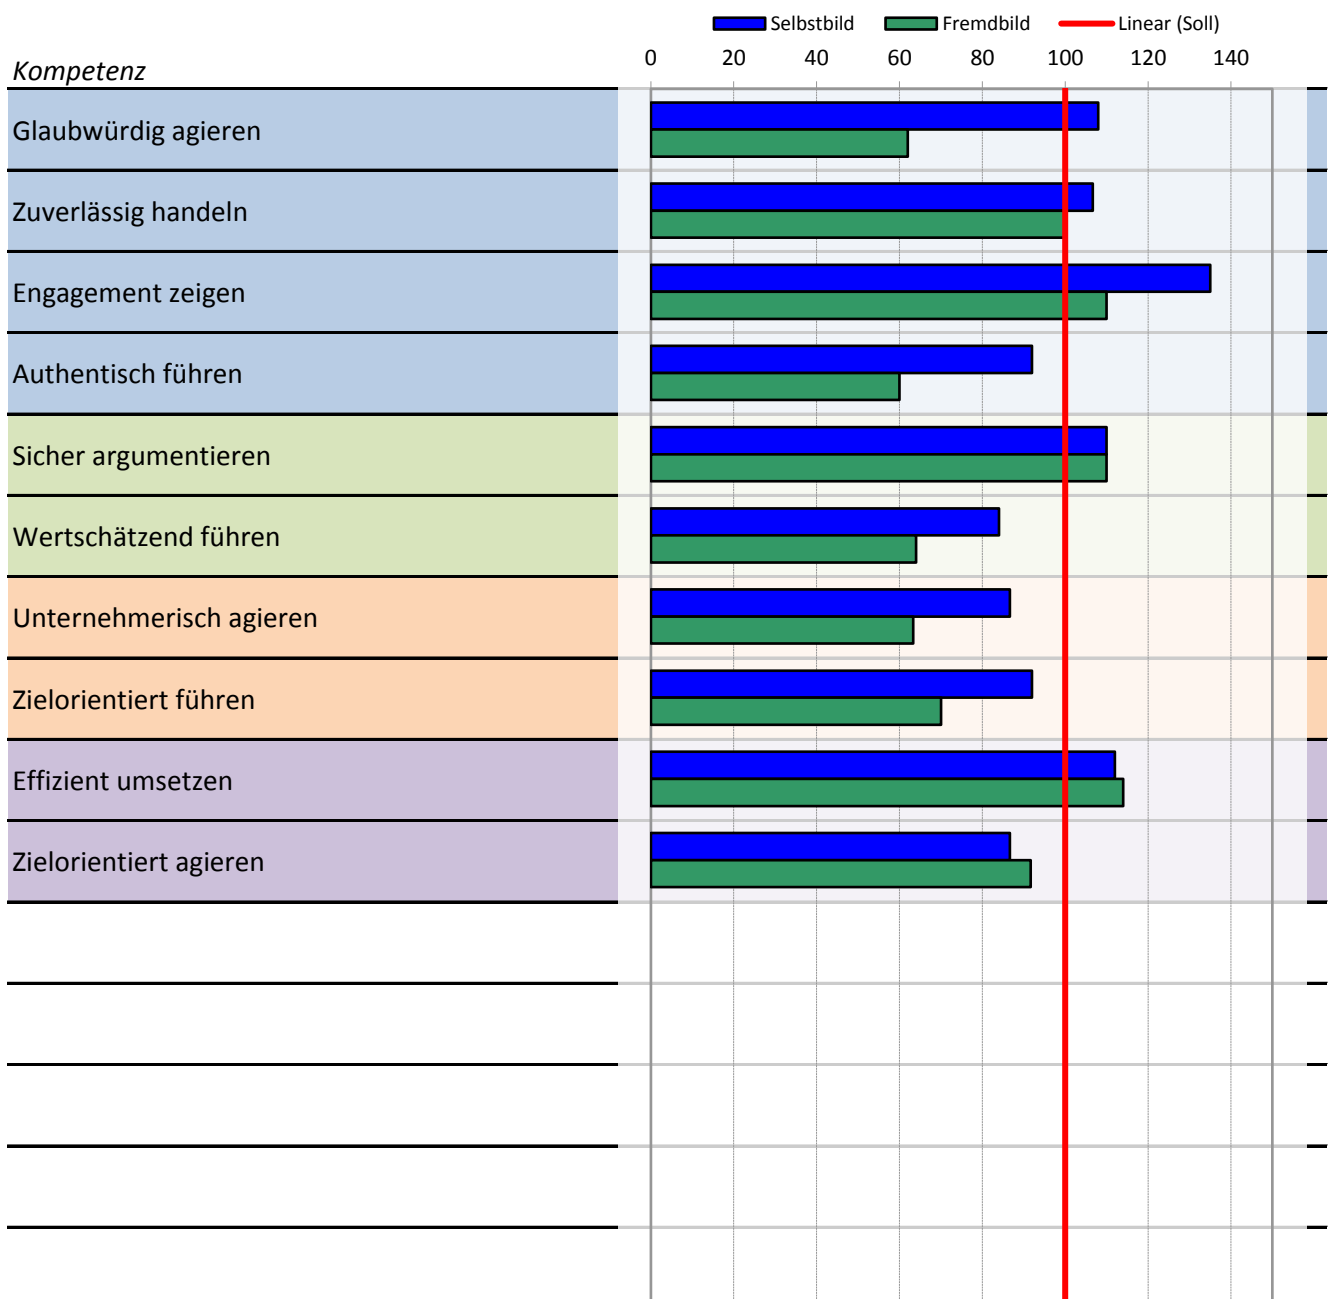 Selbstbild Fremdbild Linear (Soll)
0 20 40 60 80 100 120 140
Kompetenz
Glaubwürdig agieren
Zuverlässig handeln
Engagement zeigen
Authentisch führen
Sicher argumentieren
Wertschätzend führen
Unternehmerisch agieren
Zielorientiert führen
Effizient umsetzen
Zielorientiert agieren